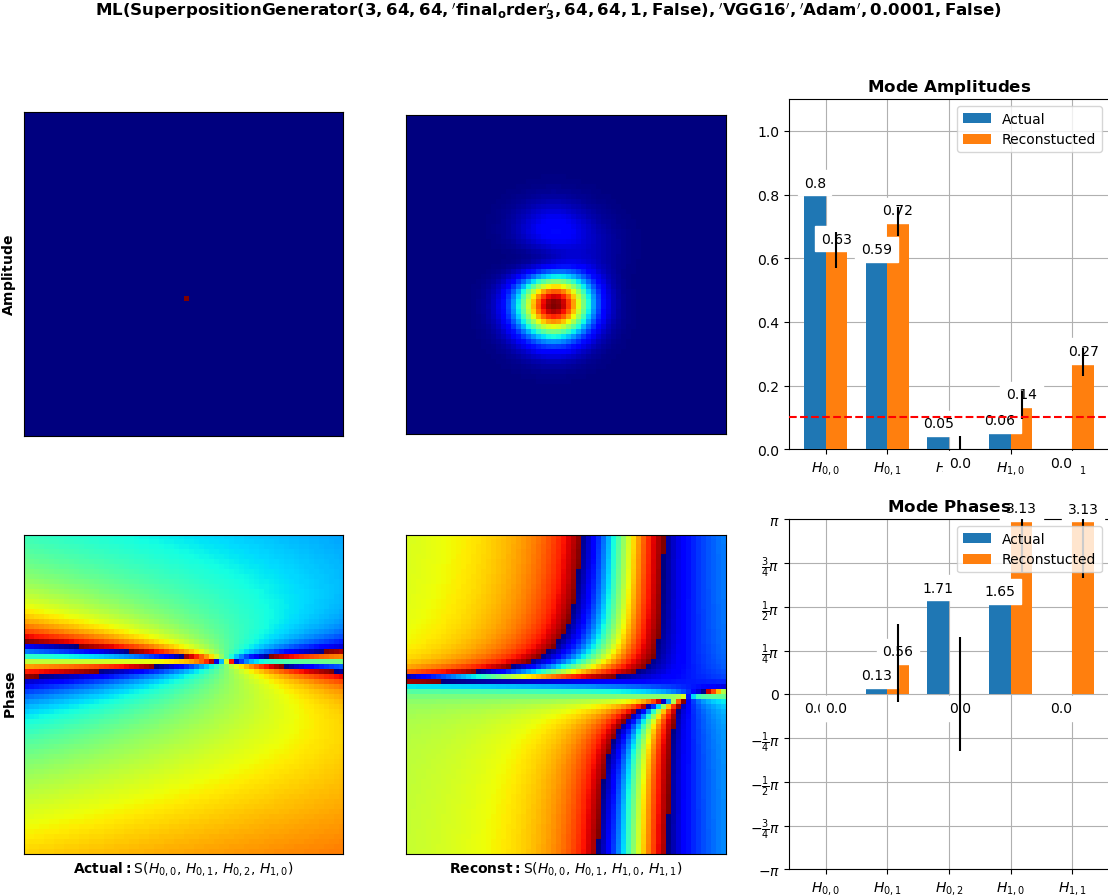 ML(SuperpositionGenerator(3, 64, 64, ′final_order′_3, 64, 64, 1, False), ′VGG16′, ′Adam′, 0.0001, False)
Amplitude
Mode Amplitudes
Actual
Reconstucted
1.0
0.8
0.6
0.4
0.2
0.0
0.8
0.63
0.59
0.72
0.05
0.0
0.06
0.14
0.0
0.27
H0,0
H0,1
H1,0
1
Phase
Mode Phases
Actual
Reconstucted
π
3/4π
1/2π
1/4π
0
−1/4π
−1/2π
−3/4π
−π
0.0
0.13
0.56
1.71
0.0
1.65
3.13
0.0
3.13
H0,0
H0,1
H0,2
H1,0
H1,1
Actual: S(H0,0, H0,1, H0,2, H1,0)
Reconst: S(H0,0, H0,1, H1,0, H1,1)